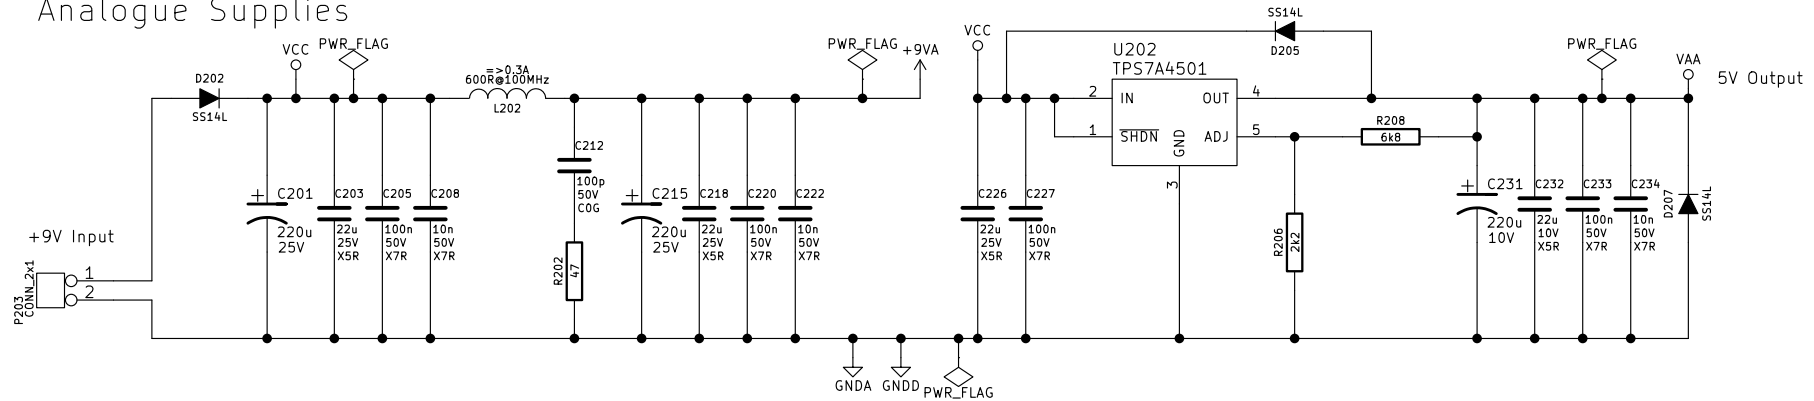 Analogue Supplies
VCC
PWR_FLAG
D202
SS14L
=>0.3A
600R@100MHz
L202
PWR_FLAG
+9VA
C212
100p
50V
C0G
C201
220u
25V
C203
22u
25V
X5R
C205
100n
50V
X7R
C208
10n
50V
X7R
R202
47
C215
220u
25V
C218
22u
25V
X5R
C220
100n
50V
X7R
C222
10n
50V
X7R
+9V Input
P203
CONN_2x1
1
2
GNDA
GNDD
PWR_FLAG
VCC
SS14L
D205
U202
TPS7A4501
2
IN
OUT
4
1
SHDN
GND
ADJ
5
3
C226
22u
25V
X5R
C227
100n
50V
X7R
R208
6k8
R206
2k2
PWR_FLAG
VAA
5V Output
C231
220u
10V
C232
22u
10V
X5R
C233
100n
50V
X7R
C234
10n
50V
X7R
D207
SS14L